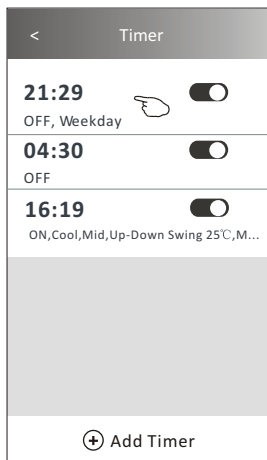 < Timer
21:29
OFF, Weekday
04:30
OFF
16:19
ON,Cool,Mid,Up-Down Swing 25℃,M...
Add Timer